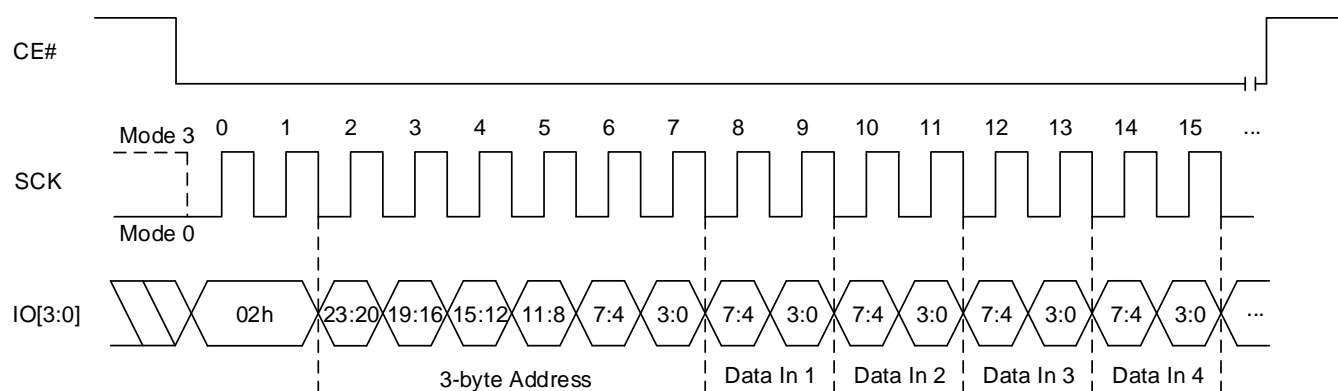 CE#
Mode 3 0 1 2 3 4 5 6 7 8 9 10 11 12 13 14 15 ...
SCK
Mode 0
IO[3:0] 02h 23:20 19:16 15:12 11:8 7:4 3:0 7:4 3:0 7:4 3:0 7:4 3:0 7:4 3:0 ...
3-byte Address Data In 1 Data In 2 Data In 3 Data In 4